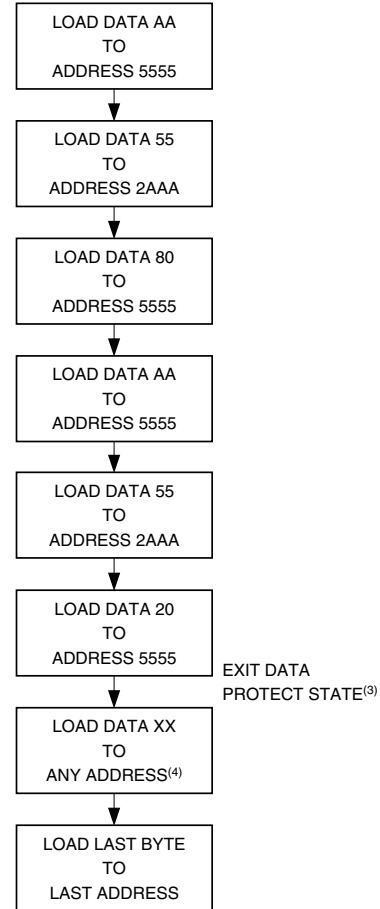 LOAD DATA AA
TO
ADDRESS 5555
LOAD DATA 55
TO
ADDRESS 2AAA
LOAD DATA 80
TO
ADDRESS 5555
LOAD DATA AA
TO
ADDRESS 5555
LOAD DATA 55
TO
ADDRESS 2AAA
LOAD DATA 20
TO
ADDRESS 5555
EXIT DATA
PROTECT STATE(3)
LOAD DATA XX
TO
ANY ADDRESS(4)
LOAD LAST BYTE
TO
LAST ADDRESS